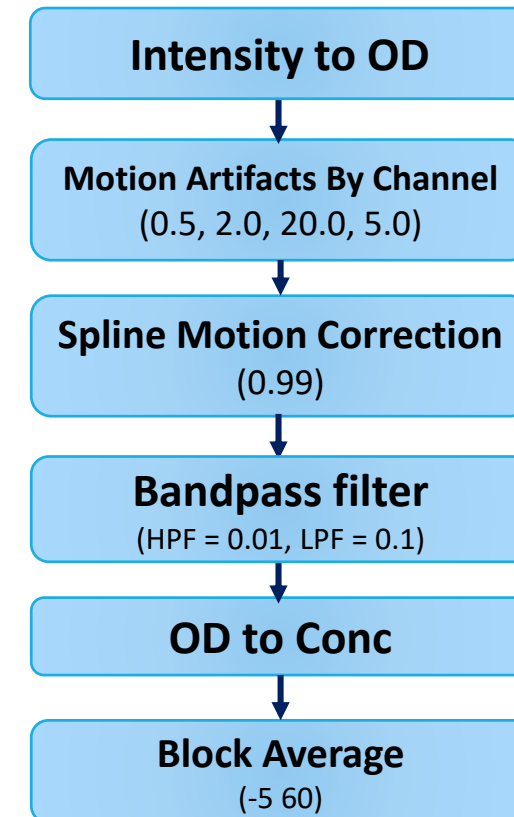 Intensity to OD
Motion Artifacts By Channel
(0.5, 2.0, 20.0, 5.0)
Spline Motion Correction
(0.99)
Bandpass filter
(HPF = 0.01, LPF = 0.1)
OD to Conc
Block Average
(-5 60)